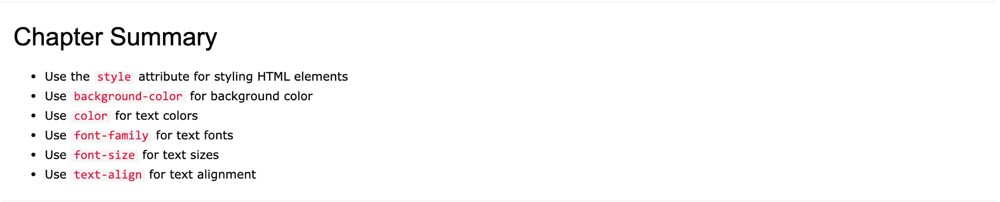 Chapter Summary
• Use the style attribute for styling HTML elements
• Use background-color for background color
• Use color for text colors
• Use font-family for text fonts
• Use font-size for text sizes
• Use text-align for text alignment